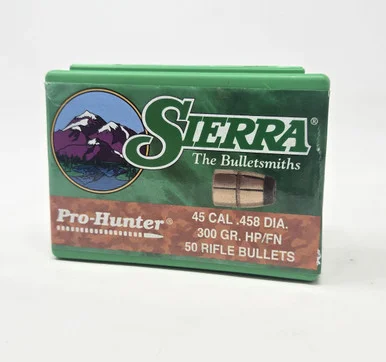 SIERRA®
The Bulletsmiths
Pro-Hunter®
45 CAL .458 DIA.
300 GR. HP/FN
50 RIFLE BULLETS